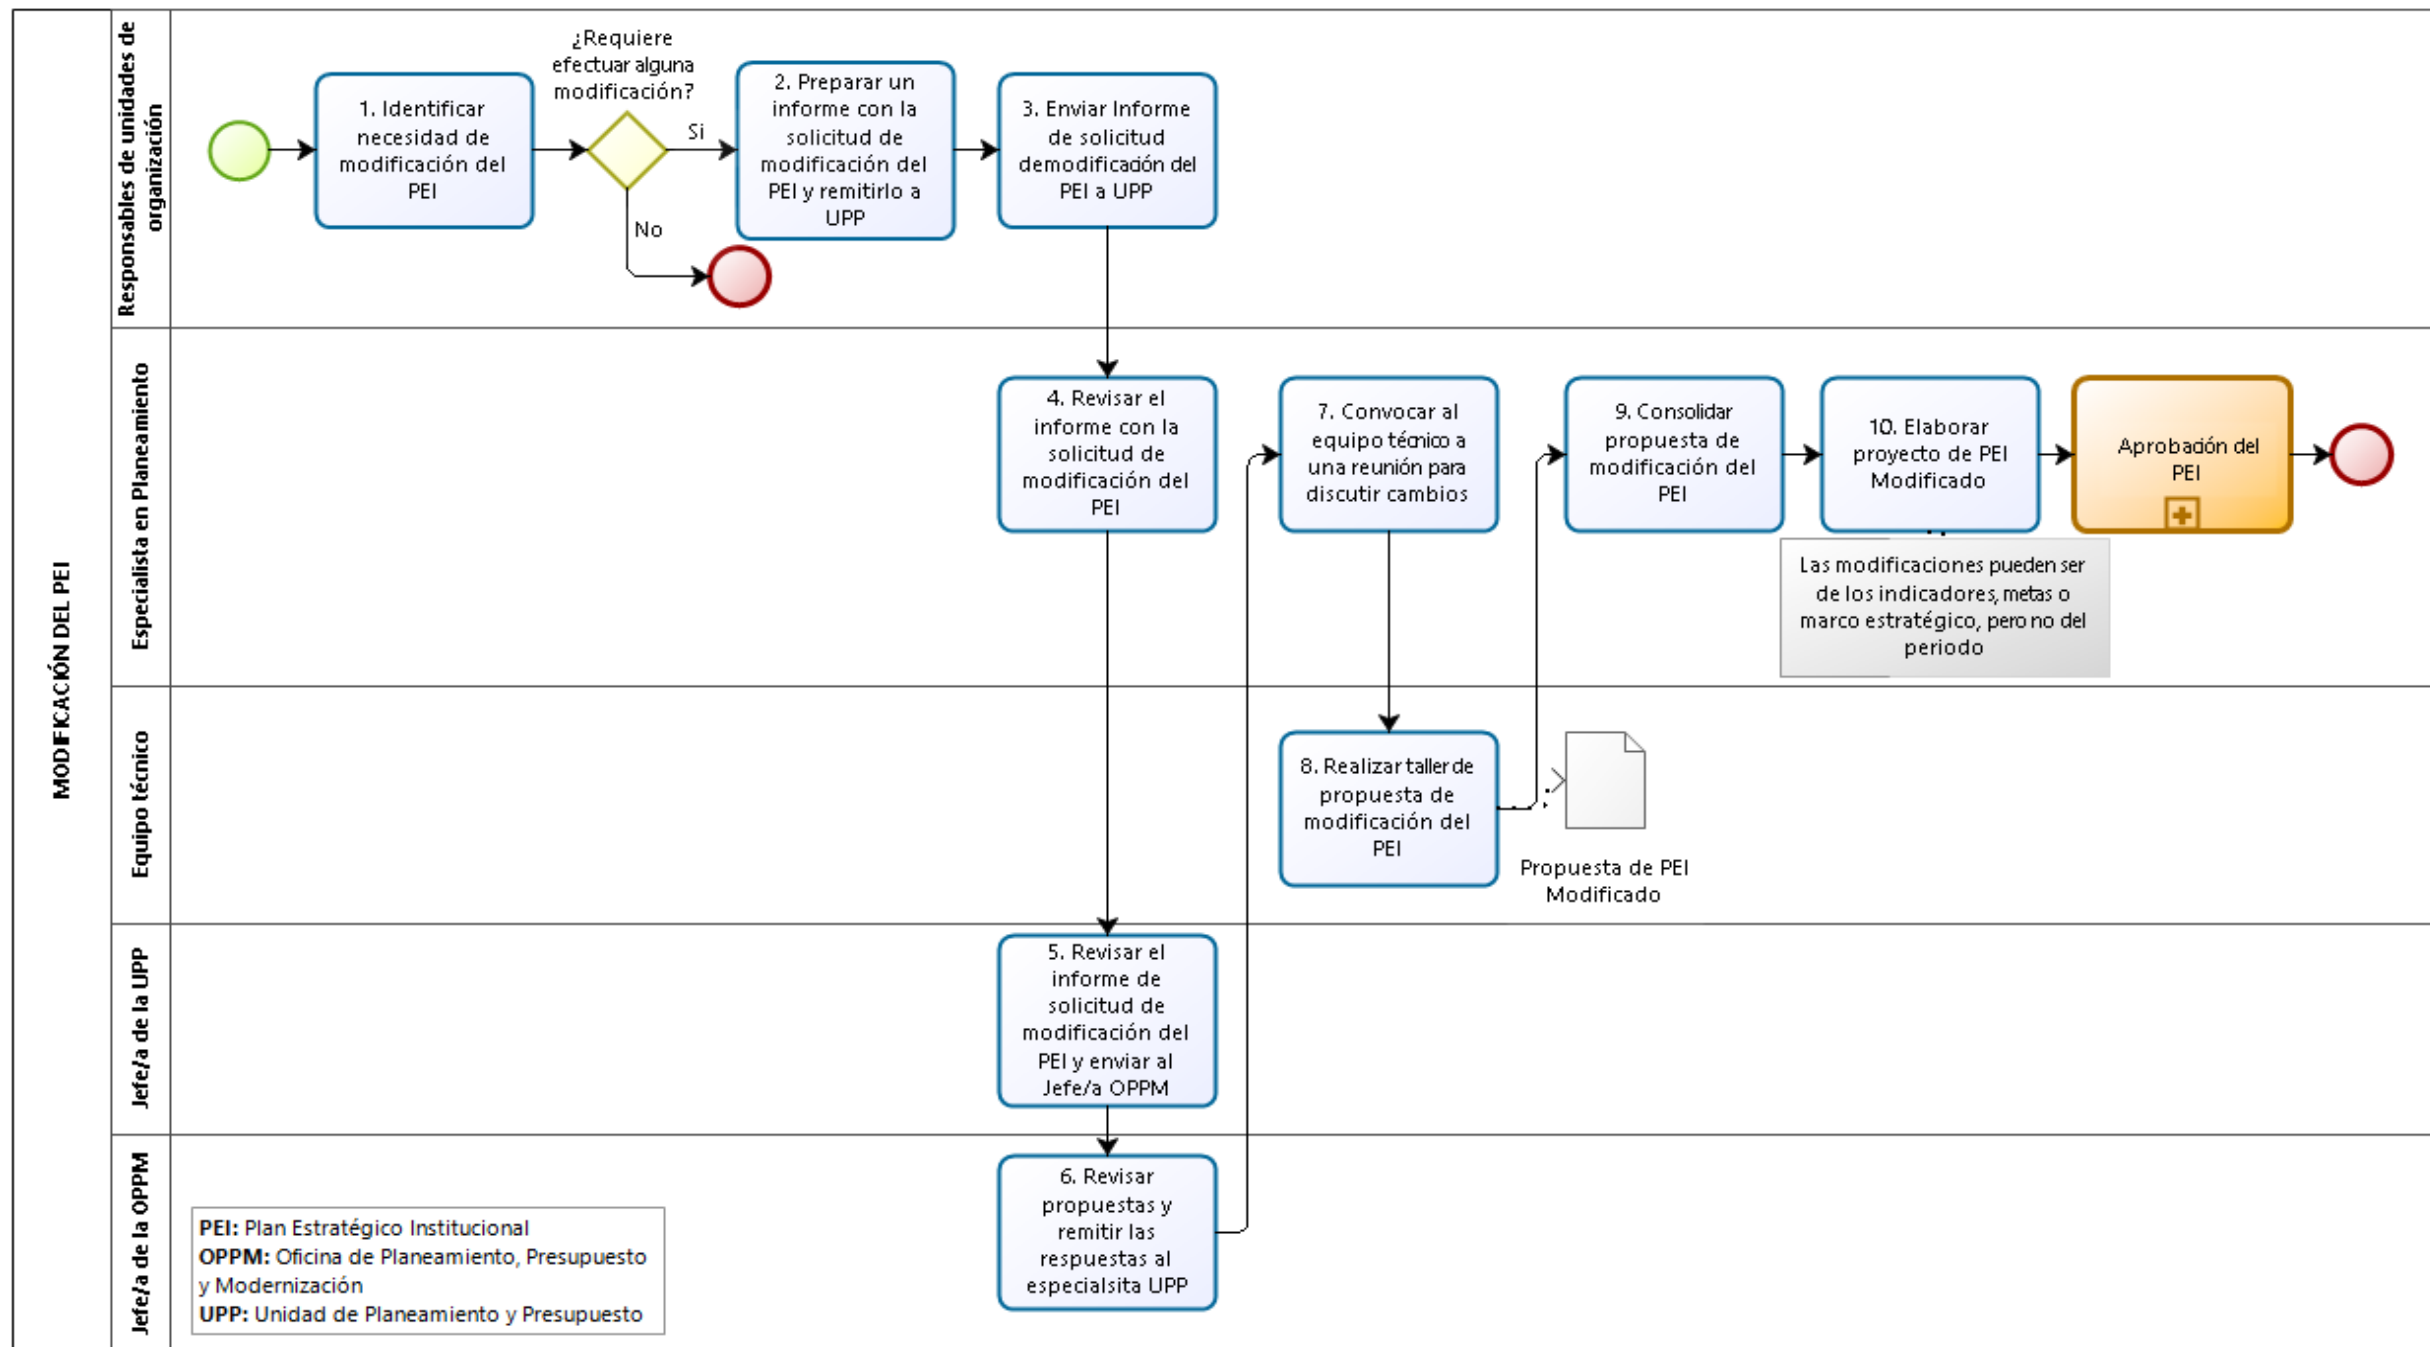 MODIFICACIÓN DEL PEI
Responsables de unidades de
organización
¿Requiere
efectuar alguna
modificación?
1. Identificar
necesidad de
modificación del
PEI
Si
No
2. Preparar un
informe con la
solicitud de
modificación del
PEI y remitirlo a
UPP
3. Enviar Informe
de solicitud
demodificación del
PEI a UPP
Especialista en Planeamiento
4. Revisar el
informe con la
solicitud de
modificación del
PEI
7. Convocar al
equipo técnico a
una reunión para
discutir cambios
9. Consolidar
propuesta de
modificación del
PEI
10. Elaborar
proyecto de PEI
Modificado
Aprobación del
PEI
Las modificaciones pueden ser
de los indicadores, metas o
marco estratégico, pero no del
periodo
Equipo técnico
8. Realizar taller de
propuesta de
modificación del
PEI
Propuesta de PEI
Modificado
Jefe/a de la UPP
5. Revisar el
informe de
solicitud de
modificación del
PEI y enviar al
Jefe/a OPPM
Jefe/a de la OPPM
6. Revisar
propuestas y
remitir las
respuestas al
especialsita UPP
PEI: Plan Estratégico Institucional
OPPM: Oficina de Planeamiento, Presupuesto
y Modernización
UPP: Unidad de Planeamiento y Presupuesto